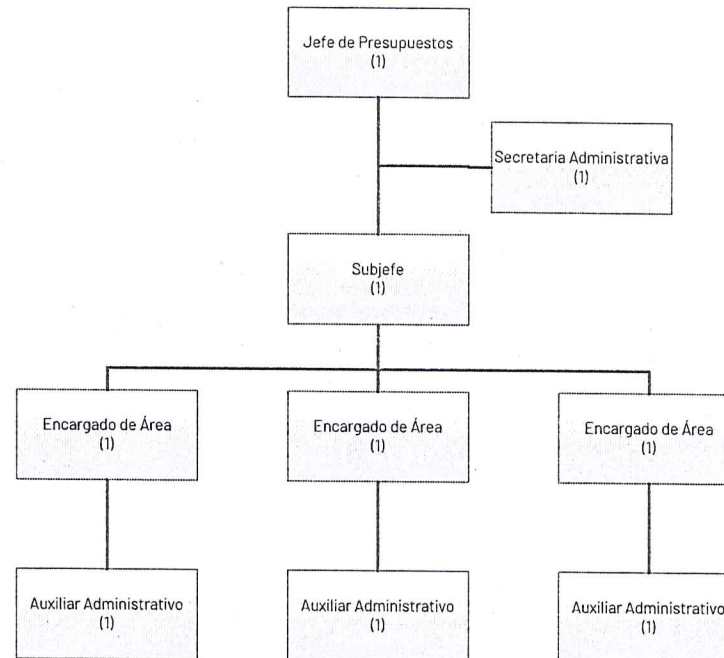 Jefe de Presupuestos
(1)
Secretaria Administrativa
(1)
Subjefe
(1)
Encargado de Área
(1)
Encargado de Área
(1)
Encargado de Área
(1)
Auxiliar Administrativo
(1)
Auxiliar Administrativo
(1)
Auxiliar Administrativo
(1)